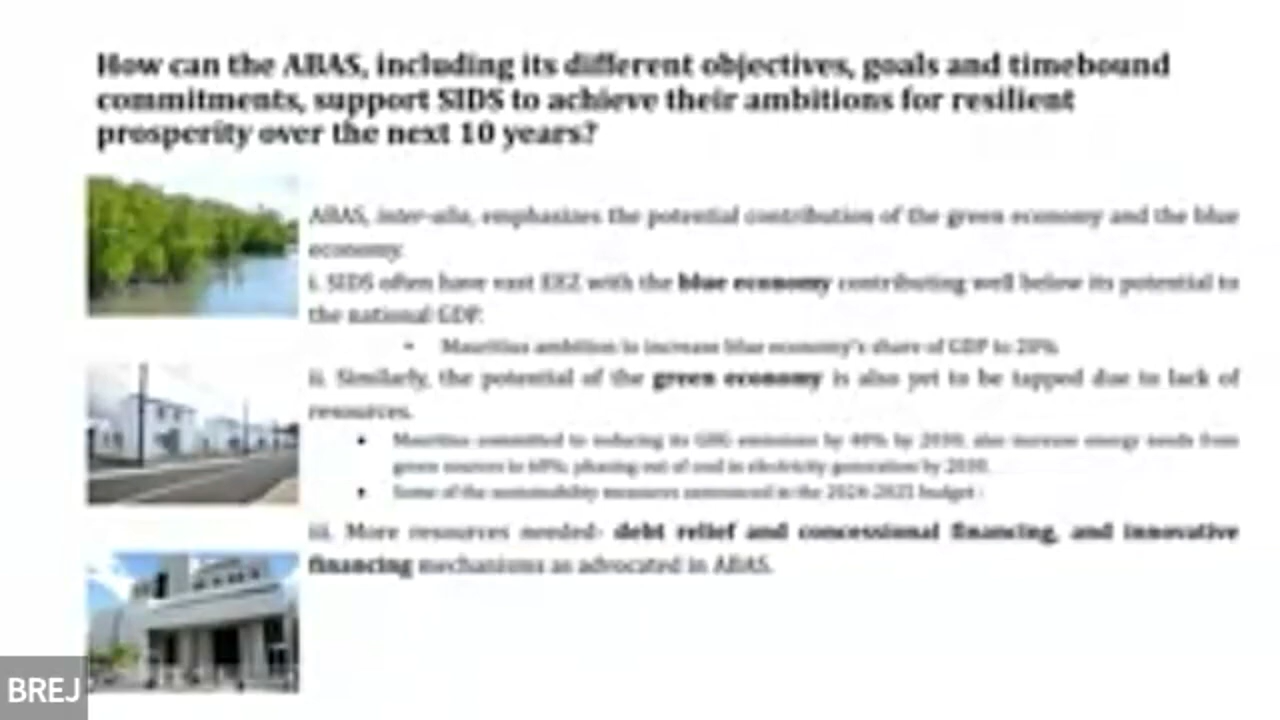 How can the ABAS, including its different objectives, goals and timebound
commitments, support SIDS to achieve their ambitions for resilient
prosperity over the next 10 years?
ABAS, inter-alia, emphasizes the potential contribution of the green economy and the blue
economy.
i. SIDS often have vast EEZ with the blue economy contributing well below its potential to
the national GDP.
• Mauritius ambition to increase blue economy's share of GDP to 20%.
ii. Similarly, the potential of the green economy is also yet to be tapped due to lack of
resources.
• Mauritius committed to reducing its GHG emissions by 40% by 2030, also increase energy needs from
green sources to 60%, phasing out of coal in electricity generation by 2030.
• Some of the sustainability measures announced in the 2024-2025 budget :
iii. More resources needed- debt relief and concessional financing, and innovative
financing mechanisms as advocated in ABAS.
BREJ